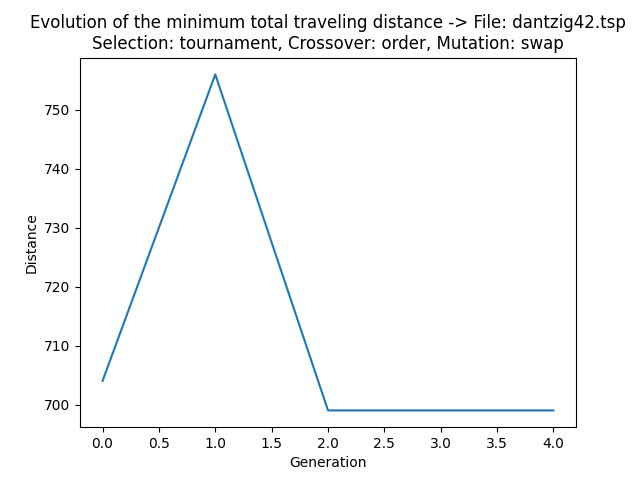 Evolution of the minimum total traveling distance -> File: dantzig42.tsp
Selection: tournament, Crossover: order, Mutation: swap
750
740
730
720
710
700
Distance
0.0 0.5 1.0 1.5 2.0 2.5 3.0 3.5 4.0
Generation